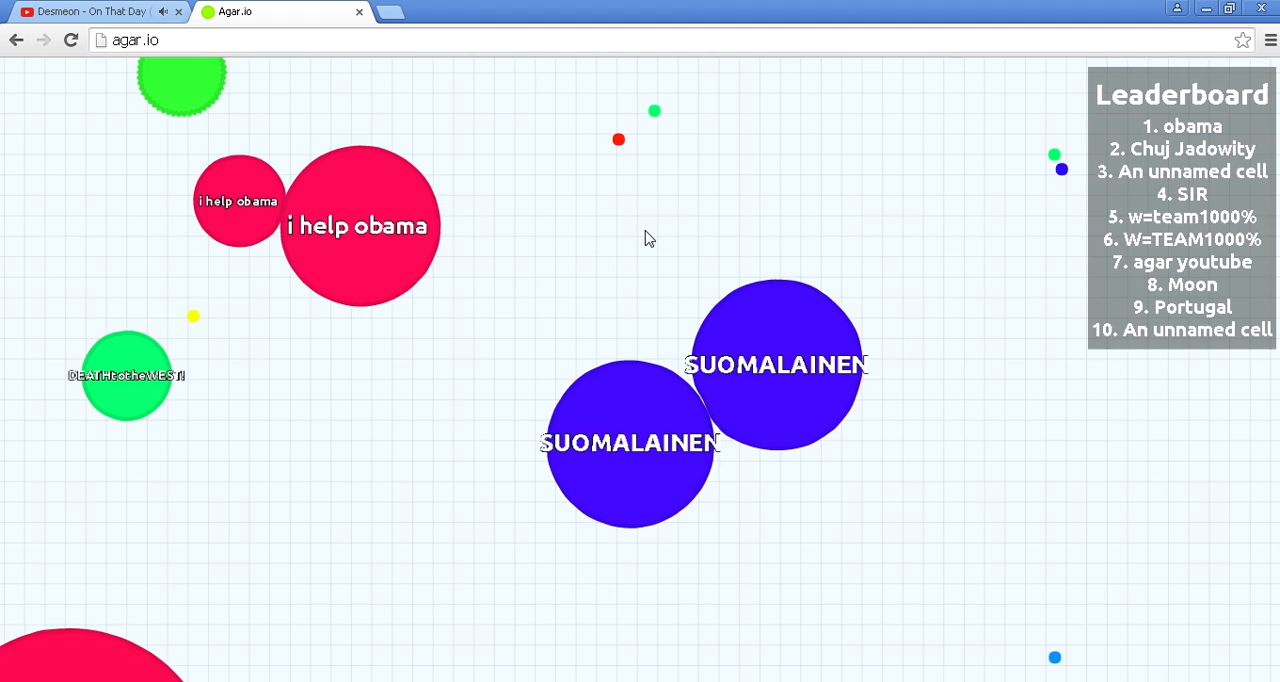 Desmeon - On That Day (
Agar.io
agar.io
Leaderboard
1. obama
2. Chuj Jadowity
3. An unnamed cell
4. SIR
5. w=team1000%
6. W=TEAM1000%
7. agar youtube
8. Moon
9. Portugal
10. An unnamed cell
i help obama
i help obama
SUOMALAINEN
DEATHtotheWEST!
SUOMALAINEN